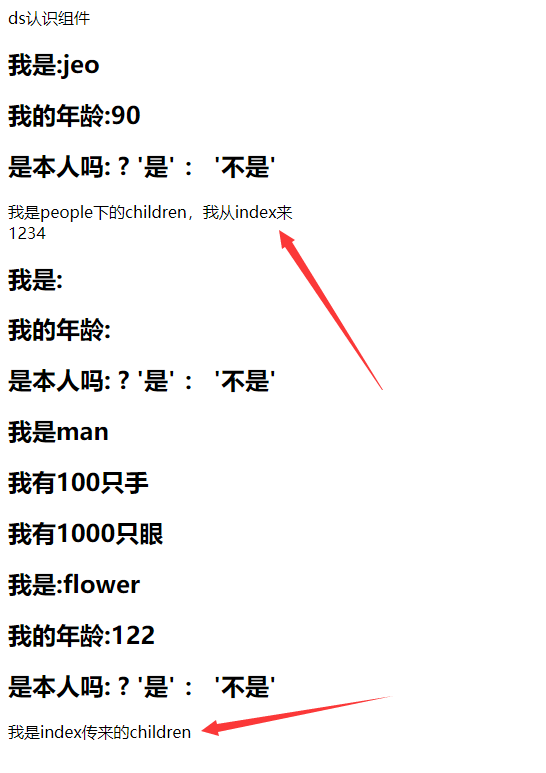 ds认识组件
我是:jeo
我的年龄:90
是本人吗: ? '是' ： '不是'
我是people下的children，我从index来
1234
我是:
我的年龄:
是本人吗: ? '是' ： '不是'
我是man
我有100只手
我有1000只眼
我是:flower
我的年龄:122
是本人吗: ? '是' ： '不是'
我是index传来的children